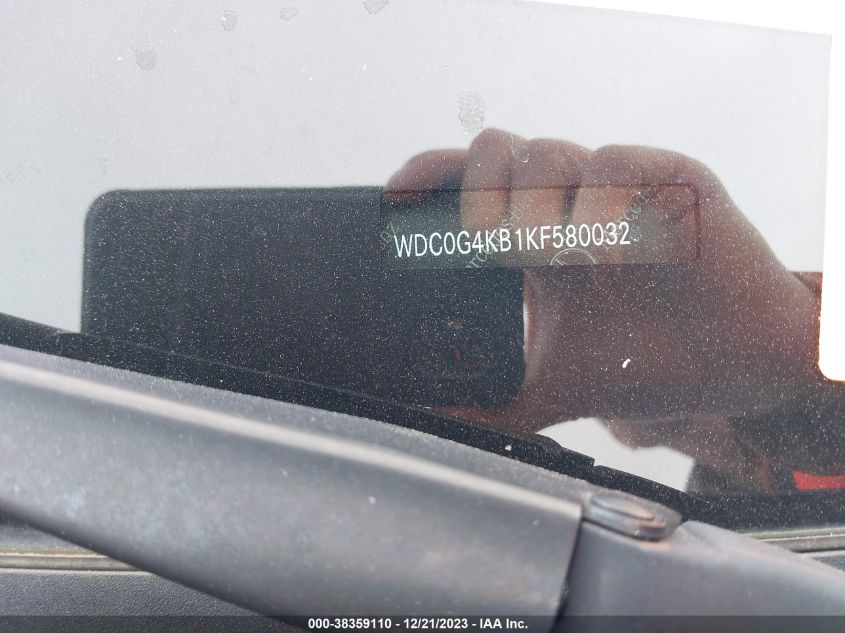 WDC0G4KB1KF580032
000-38359110 - 12/21/2023 - IAA Inc.